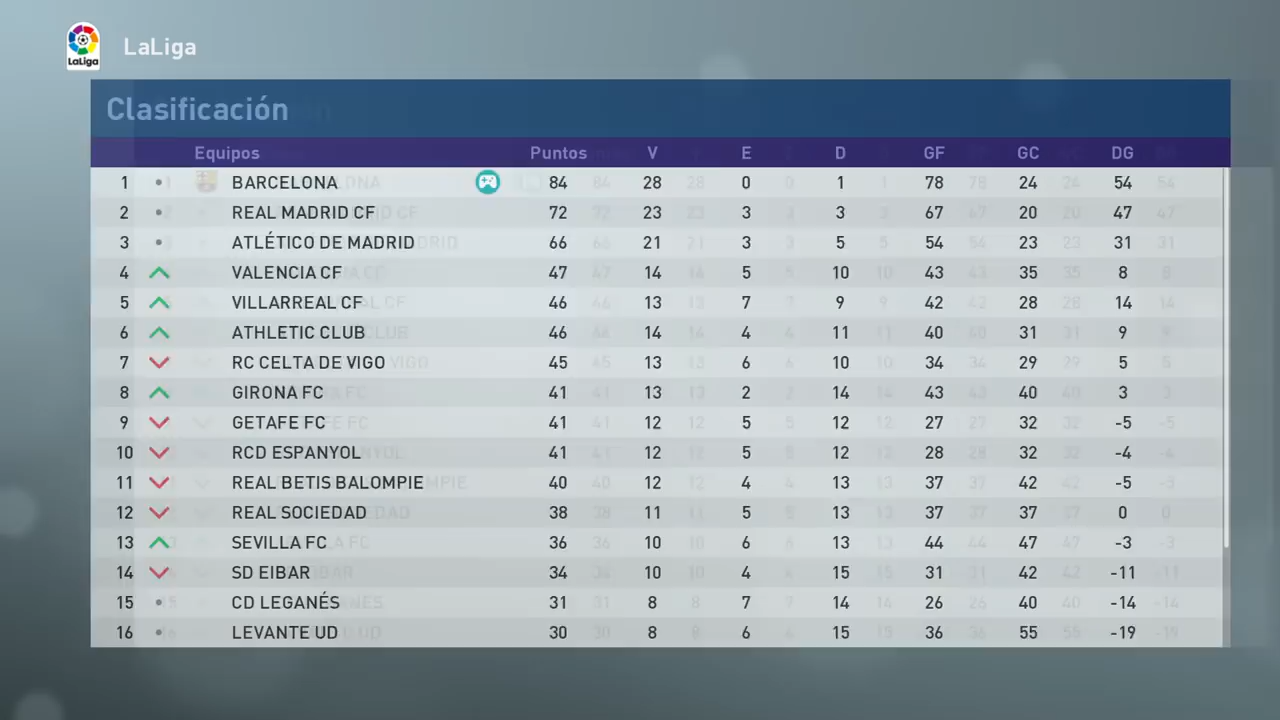 LaLiga
LaLiga
Clasificación
Equipos Puntos V E D GF GC DG
1 BARCELONA 84 28 0 1 78 24 54
2 REAL MADRID CF 72 23 3 3 67 20 47
3 ATLÉTICO DE MADRID 66 21 3 5 54 23 31
4 VALENCIA CF 47 14 5 10 43 35 8
5 VILLARREAL CF 46 13 7 9 42 28 14
6 ATHLETIC CLUB 46 14 4 11 40 31 9
7 RC CELTA DE VIGO 45 13 6 10 34 29 5
8 GIRONA FC 41 13 2 14 43 40 3
9 GETAFE FC 41 12 5 12 27 32 -5
10 RCD ESPANYOL 41 12 5 12 28 32 -4
11 REAL BETIS BALOMPIE 40 12 4 13 37 42 -5
12 REAL SOCIEDAD 38 11 5 13 37 37 0
13 SEVILLA FC 36 10 6 13 44 47 -3
14 SD EIBAR 34 10 4 15 31 42 -11
15 CD LEGANÉS 31 8 7 14 26 40 -14
16 LEVANTE UD 30 8 6 15 36 55 -19